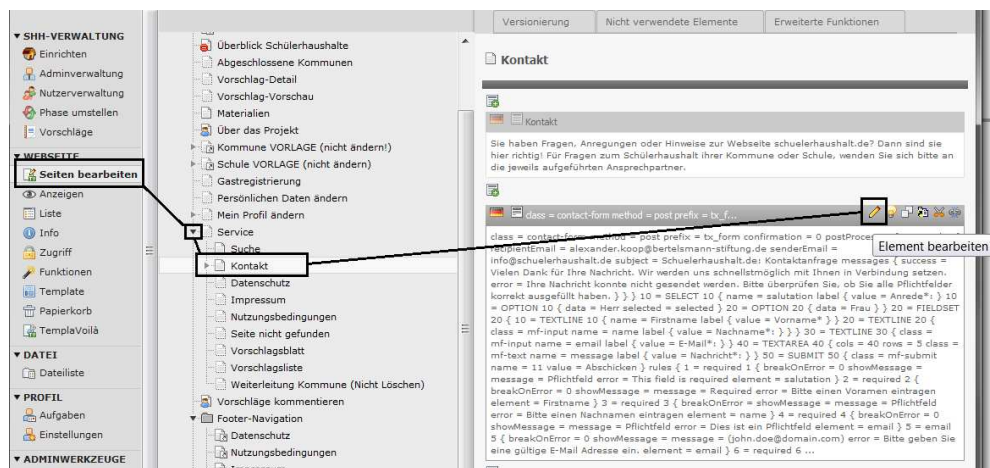 Versionierung
Nicht verwendete Elemente
Erweiterte Funktionen
SHH-VERWALTUNG
Einrichten
Adminverwaltung
Nutzerverwaltung
Phase umstellen
Vorschläge
WEBSEITE
Seiten bearbeiten
Anzeigen
Liste
Info
Zugriff
Funktionen
Template
Papierkorb
TemplaVoilà
DATEI
Dateiliste
PROFIL
Aufgaben
Einstellungen
ADMINWERKZEUGE
Überblick Schülerhaushalte
Abgeschlossene Kommunen
Vorschlag-Detail
Vorschlag-Vorschau
Materialien
Über das Projekt
Kommune VORLAGE (nicht ändern!)
Schule VORLAGE (nicht ändern)
Gastregistrierung
Persönlichen Daten ändern
Mein Profil ändern
Service
Suche
Kontakt
Datenschutz
Impressum
Nutzungsbedingungen
Seite nicht gefunden
Vorschlagsblatt
Vorschlagsliste
Weiterleitung Kommune (Nicht Löschen)
Vorschläge kommentieren
Footer-Navigation
Datenschutz
Nutzungsbedingungen
Impressum
Kontakt
Kontakt
Sie haben Fragen, Anregungen oder Hinweise zur Webseite schuelerhaushalt.de? Dann sind sie
hier richtig! Für Fragen zum Schülerhaushalt ihrer Kommune oder Schule, wenden Sie sich bitte an
die jeweils aufgeführten Ansprechpartner.
class = contact-form method = post prefix = tx_f...
class = contact-form method = post prefix = tx_form confirmation = 0
recipientEmail = alexander.koop@bertelsmann-stiftung.de senderEmail =
Element bearbeiten
info@schuelerhaushalt.de subject = Schuelerhaushalt.de: Kontaktanfrage messages { success =
Vielen Dank für Ihre Nachricht. Wir werden uns schnellstmöglich mit Ihnen in Verbindung setzen.
error = Ihre Nachricht konnte nicht gesendet werden. Bitte überprüfen Sie, ob Sie alle Pflichtfelder
korrekt ausgefüllt haben. } } } 10 = SELECT 10 { name = salutation label { value = Anrede*: } 10
= OPTION 10 { data = Herr selected = selected } 20 = OPTION 20 { data = Frau } } 20 = FIELDSET
20 { 10 = TEXTLINE 10 { name = Firstname label { value = Vorname* } } 20 = TEXTLINE 20 {
class = mf-input name = name label { value = Nachname*: } } } 30 = TEXTLINE 30 { class =
mf-input name = email label { value = E-Mail*: } } 40 = TEXTAREA 40 { cols = 40 rows = 5 class =
mf-text name = message label { value = Nachricht*: } } 50 = SUBMIT 50 { class = mf-submit
name = 11 value = Abschicken } rules { 1 = required 1 { breakOnError = 0 showMessage =
message = Pflichtfeld error = This field is required element = salutation } 2 = required 2 {
breakOnError = 0 showMessage = message = Required error = Bitte einen Voramen eintragen
element = Firstname } 3 = required 3 { breakOnError = showMessage = message = Pflichtfeld
error = Bitte einen Nachnamen eintragen element = name } 4 = required 4 { breakOnError = 0
showMessage = message = Pflichtfeld error = Dies ist ein Pflichtfeld element = email } 5 = email
5 { breakOnError = 0 showMessage = message = (john.doe@domain.com) error = Bitte geben Sie
eine gültige E-Mail Adresse ein. element = email } 6 = required 6 ...